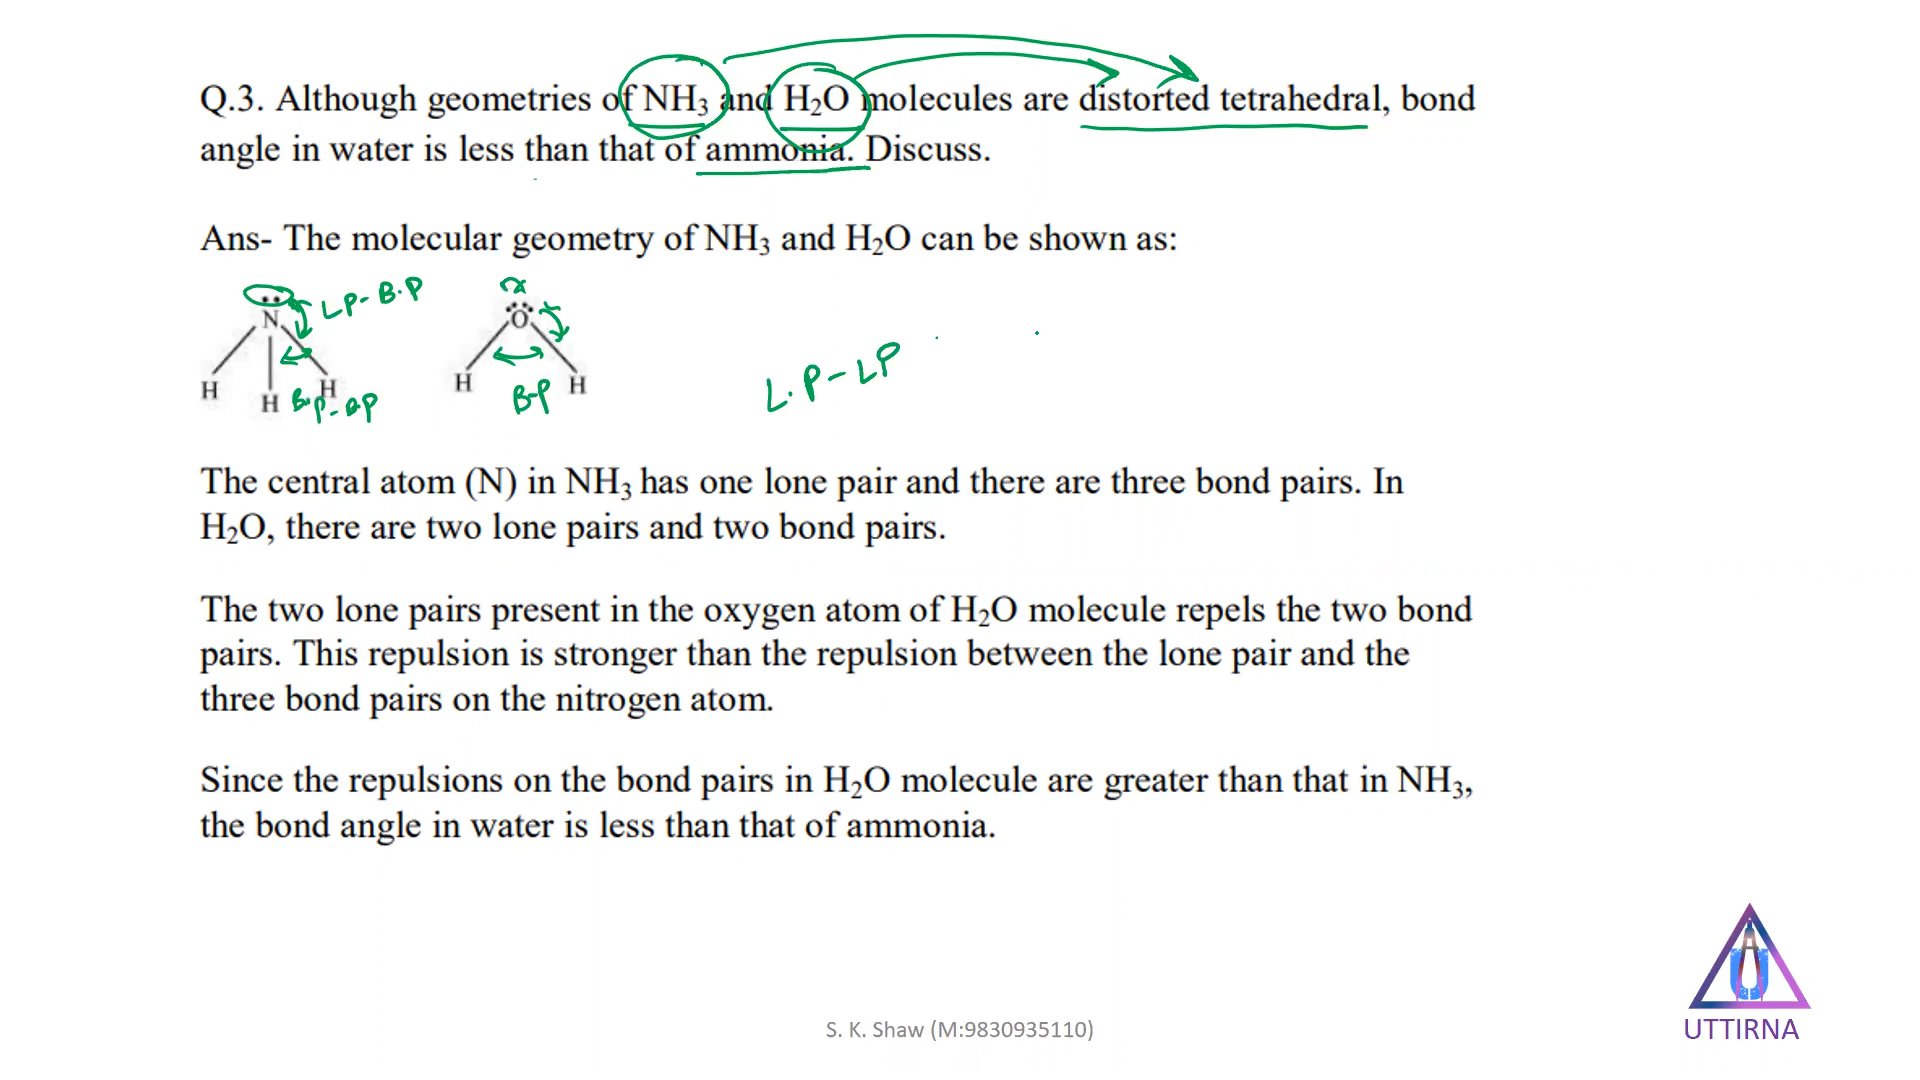 Q.3. Although geometries of NH₃ and H₂O molecules are distorted tetrahedral, bond
angle in water is less than that of ammonia. Discuss.
Ans- The molecular geometry of NH₃ and H₂O can be shown as:
LP-B.P
N
O
H
H
H
B.P-B.P
H
B-P
H
L.P-LP
The central atom (N) in NH₃ has one lone pair and there are three bond pairs. In
H₂O, there are two lone pairs and two bond pairs.
The two lone pairs present in the oxygen atom of H₂O molecule repels the two bond
pairs. This repulsion is stronger than the repulsion between the lone pair and the
three bond pairs on the nitrogen atom.
Since the repulsions on the bond pairs in H₂O molecule are greater than that in NH₃,
the bond angle in water is less than that of ammonia.
S. K. Shaw (M:9830935110)
UTTIRNA